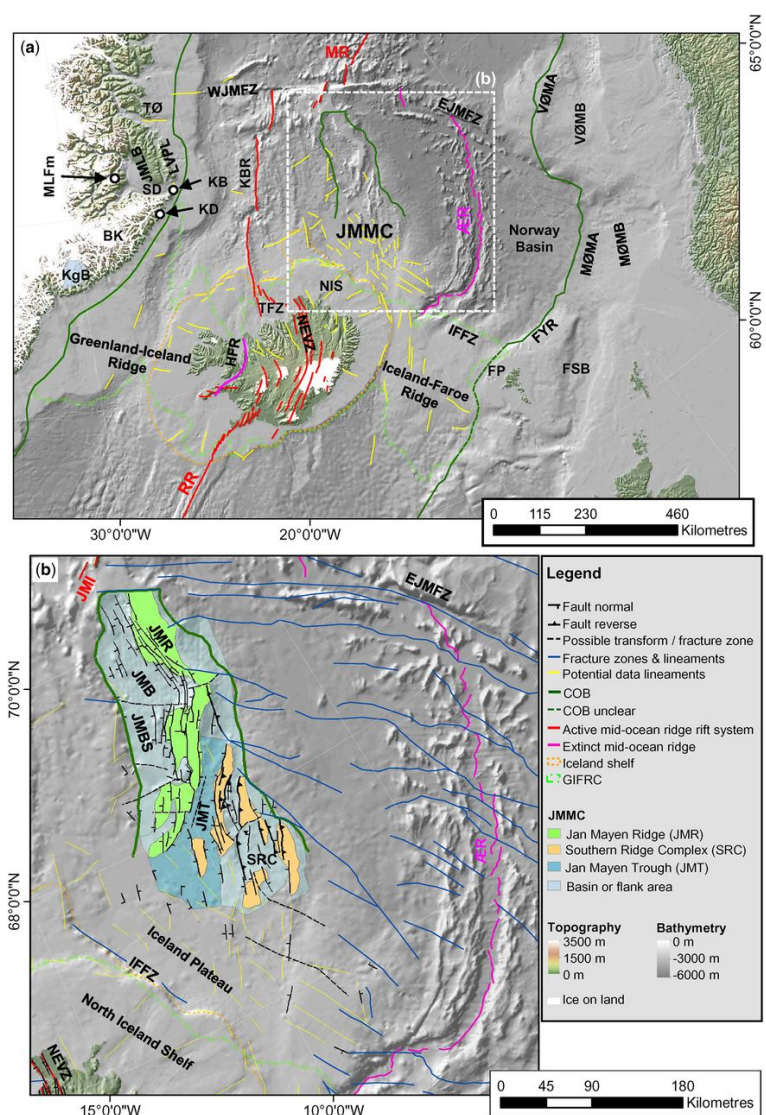 (a)
MR
65°0'0"N
(b)
WJMFZ
EJMFZ
TØ
VØMA
VØMB
JMLB
LVPL
MLFm
SD
KB
KBR
KD
BK
JMMC
ÆR
Norway
Basin
MØMA
MØMB
KgB
NIS
TFZ
60°0'0"N
NEVZ
IFFZ
FYR
HFR
Greenland-Iceland
Ridge
FP
FSB
Iceland-Faroe
Ridge
RR
0 115 230 460
Kilometres
30°00'0"W 20°00'0"W
(b)
JMI
EJMFZ
JMR
70°0'0"N
JMB
JMBS
JMT
ÆR
SRC
68°0'0"N
Iceland Plateau
IFFZ
North Iceland Shelf
NEVZ
15°00'0"W 10°00'0"W
Legend
Fault normal
Fault reverse
Possible transform / fracture zone
Fracture zones & lineaments
Potential data lineaments
COB
COB unclear
Active mid-ocean ridge rift system
Extinct mid-ocean ridge
Iceland shelf
GIFRC
JMMC
Jan Mayen Ridge (JMR)
Southern Ridge Complex (SRC)
Jan Mayen Trough (JMT)
Basin or flank area
Topography Bathymetry
3500 m 0 m
1500 m -3000 m
0 m -6000 m
Ice on land
0 45 90 180
Kilometres